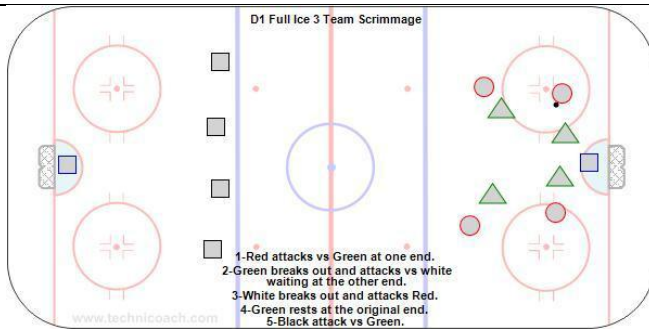 D1 Full Ice 3 Team Scrimmage
1-Red attacks vs Green at one end.
2-Green breaks out and attacks vs white
waiting at the other end.
3-White breaks out and attacks Red.
4-Green rests at the original end.
5-Black attack vs Green.
www.technicoach.com